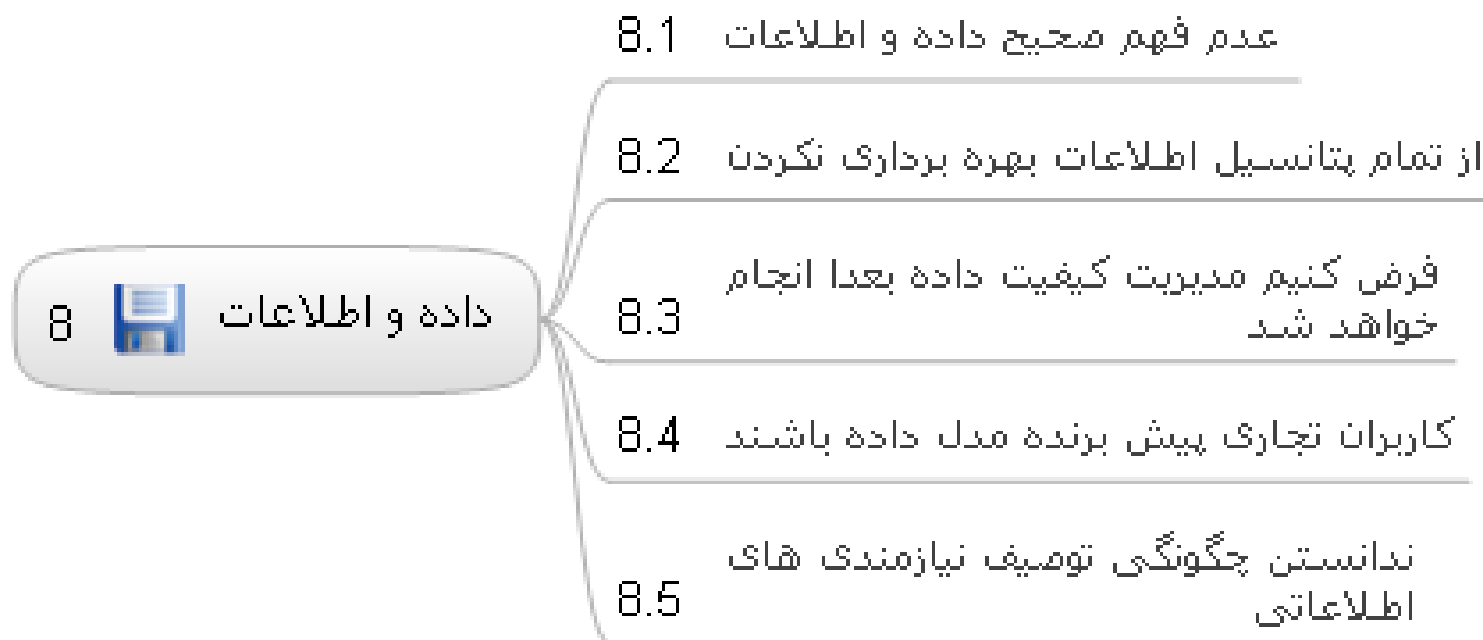 8 داده و اطلاعات
8.1 عدم فهم صحیح داده و اطلاعات
8.2 از تمام پتانسیل اطلاعات بهره برداری نکردن
8.3 فرض کنیم مدیریت کیفیت داده بعدا انجام
خواهد شد
8.4 کاربران تجاری پیش برنده مدل داده باشند
8.5 ندانستن چگونگی توصیف نیازمندی های
اطلاعاتی